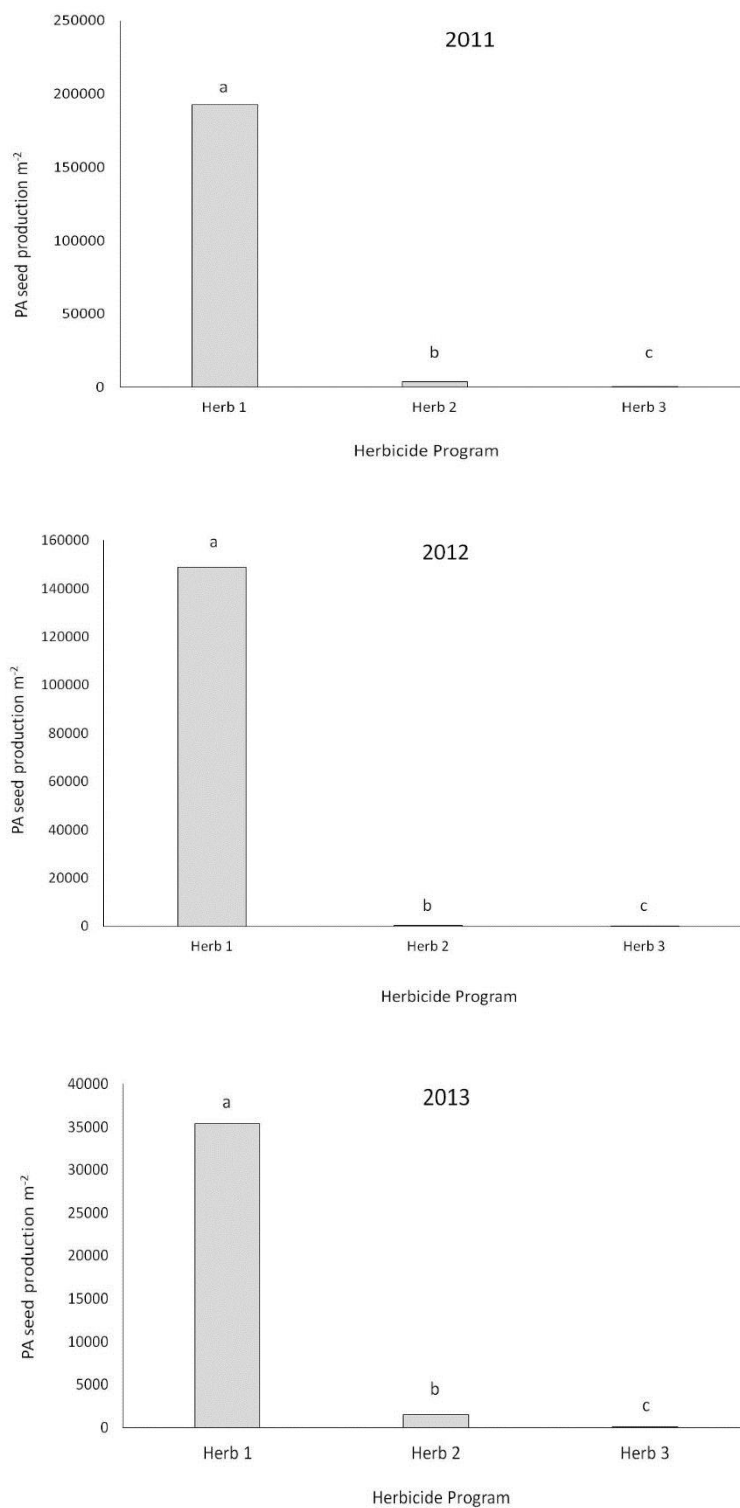 2011
PA seed production m⁻²
250000
200000
150000
100000
50000
0
a
b
c
Herb 1
Herb 2
Herb 3
Herbicide Program
2012
PA seed production m⁻²
160000
140000
120000
100000
80000
60000
40000
20000
0
a
b
c
Herb 1
Herb 2
Herb 3
Herbicide Program
2013
PA seed production m⁻²
40000
35000
30000
25000
20000
15000
10000
5000
0
a
b
c
Herb 1
Herb 2
Herb 3
Herbicide Program